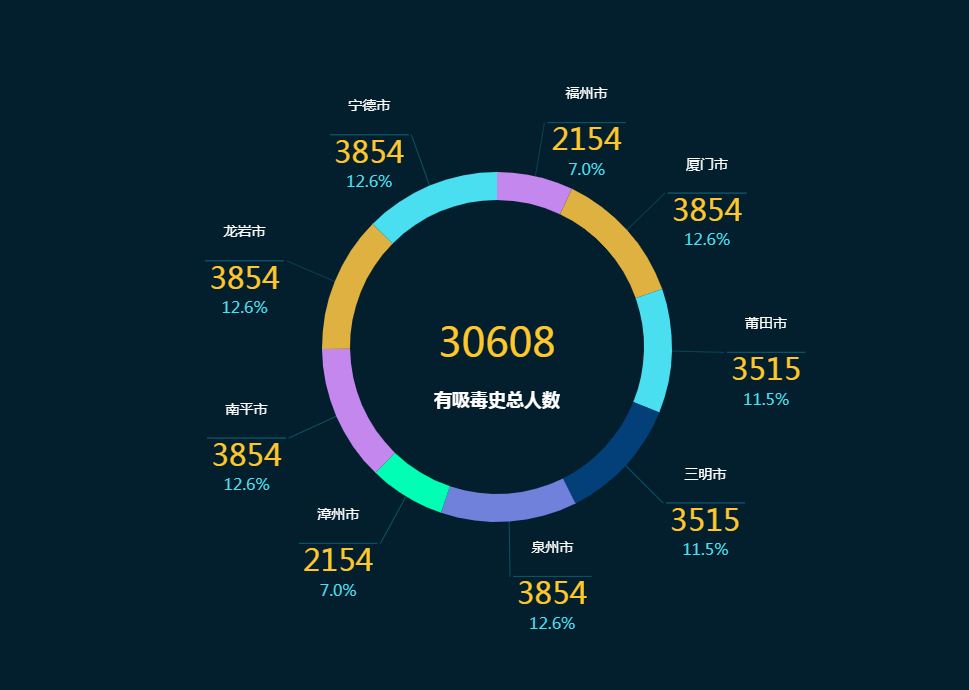 福州市
2154
7.0%
厦门市
3854
12.6%
莆田市
3515
11.5%
三明市
3515
11.5%
泉州市
3854
12.6%
漳州市
2154
7.0%
南平市
3854
12.6%
龙岩市
3854
12.6%
宁德市
3854
12.6%
30608
有吸毒史总人数